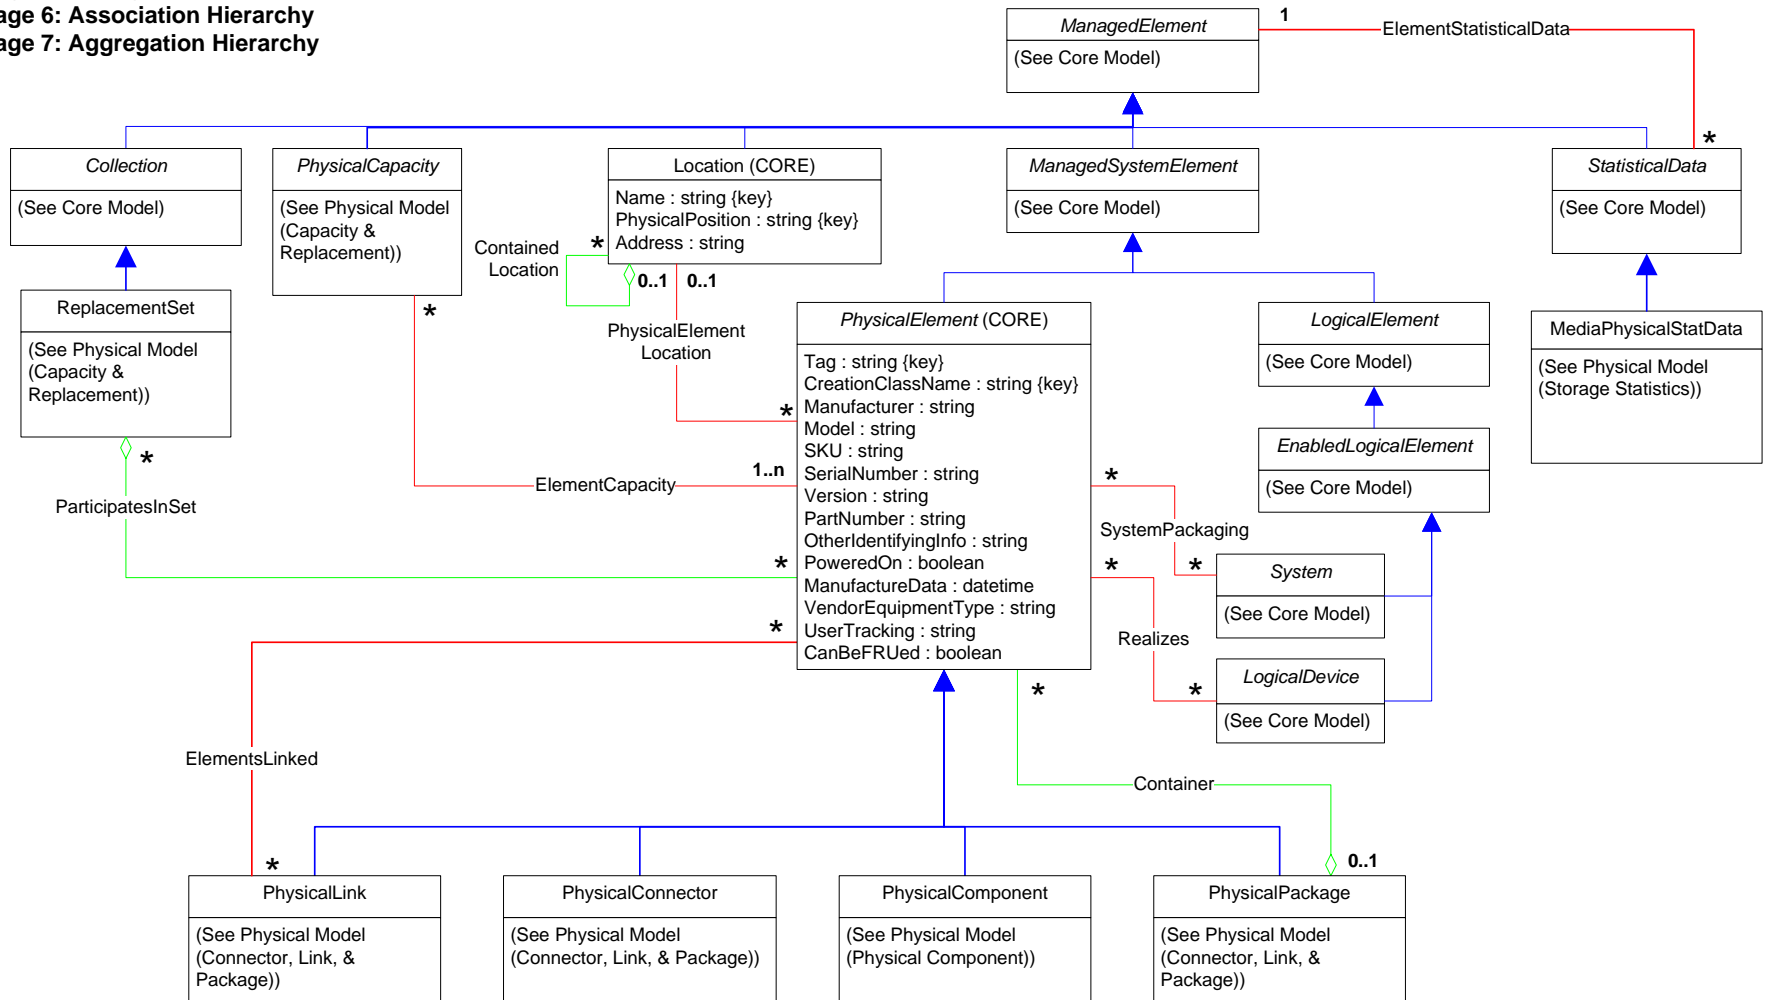 age 6: Association Hierarchy
age 7: Aggregation Hierarchy
ManagedElement
(See Core Model)
1
ElementStatisticalData
*
Collection
(See Core Model)
PhysicalCapacity
(See Physical Model
(Capacity &
Replacement))
*
Location (CORE)
Name : string {key}
PhysicalPosition : string {key}
Address : string
Contained
Location
*
0..1
0..1
PhysicalElement
Location
*
ManagedSystemElement
(See Core Model)
StatisticalData
(See Core Model)
ReplacementSet
(See Physical Model
(Capacity &
Replacement))
*
ParticipatesInSet
*
PhysicalElement (CORE)
Tag : string {key}
CreationClassName : string {key}
Manufacturer : string
Model : string
SKU : string
SerialNumber : string
Version : string
PartNumber : string
OtherIdentifyingInfo : string
PoweredOn : boolean
ManufactureData : datetime
VendorEquipmentType : string
UserTracking : string
CanBeFRUed : boolean
LogicalElement
(See Core Model)
MediaPhysicalStatData
(See Physical Model
(Storage Statistics))
EnabledLogicalElement
(See Core Model)
1..n
ElementCapacity
*
SystemPackaging
*
System
(See Core Model)
*
Realizes
*
LogicalDevice
(See Core Model)
*
ElementsLinked
*
*
Container
0..1
PhysicalLink
(See Physical Model
(Connector, Link, &
Package))
PhysicalConnector
(See Physical Model
(Connector, Link, & Package))
PhysicalComponent
(See Physical Model
(Physical Component))
PhysicalPackage
(See Physical Model
(Connector, Link, &
Package))